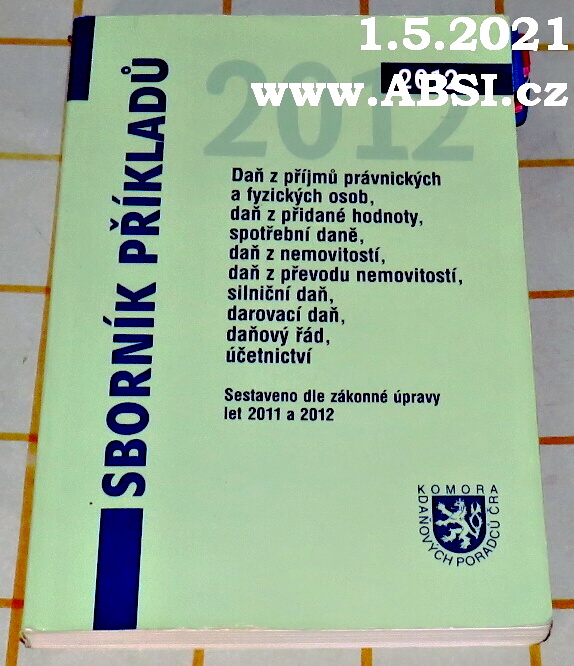 1.5.2021
www.ABSI.cz
2012
2012
SBORNÍK PŘÍKLADŮ
Daň z příjmů právnických
a fyzických osob,
daň z přidané hodnoty,
spotřební daně,
daň z nemovitostí,
daň z převodu nemovitostí,
silniční daň,
darovací daň,
daňový řád,
účetnictví
Sestaveno dle zákonné úpravy
let 2011 a 2012
KOMORA
DAŇOVÝCH PORADCŮ ČR